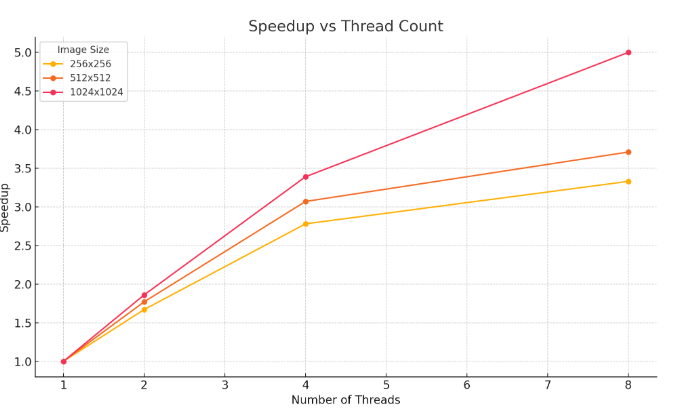 Speedup vs Thread Count
Image Size
256x256
512x512
1024x1024
5.0
4.5
4.0
3.5
3.0
2.5
2.0
1.5
1.0
Speedup
1 2 3 4 5 6 7 8
Number of Threads